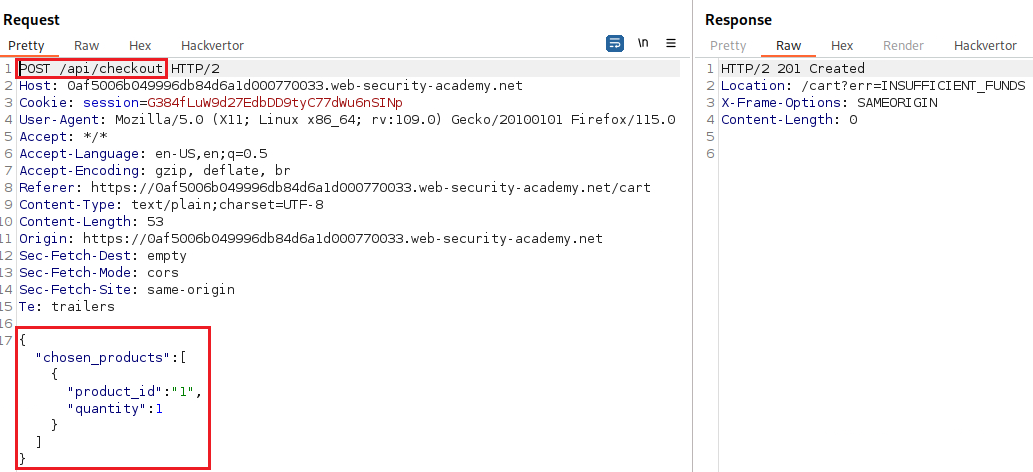 Request
Pretty Raw Hex Hackvertor \n ≡
1 POST /api/checkout HTTP/2
2 Host: 0af5006b049996db84d6a1d000770033.web-security-academy.net
3 Cookie: session=G384fLuW9d27EdbDD9tyC77dWu6nSINp
4 User-Agent: Mozilla/5.0 (X11; Linux x86_64; rv:109.0) Gecko/20100101 Firefox/115.0
5 Accept: */*
6 Accept-Language: en-US,en;q=0.5
7 Accept-Encoding: gzip, deflate, br
8 Referer: https://0af5006b049996db84d6a1d000770033.web-security-academy.net/cart
9 Content-Type: text/plain;charset=UTF-8
10 Content-Length: 53
11 Origin: https://0af5006b049996db84d6a1d000770033.web-security-academy.net
12 Sec-Fetch-Dest: empty
13 Sec-Fetch-Mode: cors
14 Sec-Fetch-Site: same-origin
15 Te: trailers
16
17 {
"chosen_products":[
{
"product_id":"1",
"quantity":1
}
]
}
Response
Pretty Raw Hex Render Hackvertor
1 HTTP/2 201 Created
2 Location: /cart?err=INSUFFICIENT_FUNDS
3 X-Frame-Options: SAMEORIGIN
4 Content-Length: 0
5
6